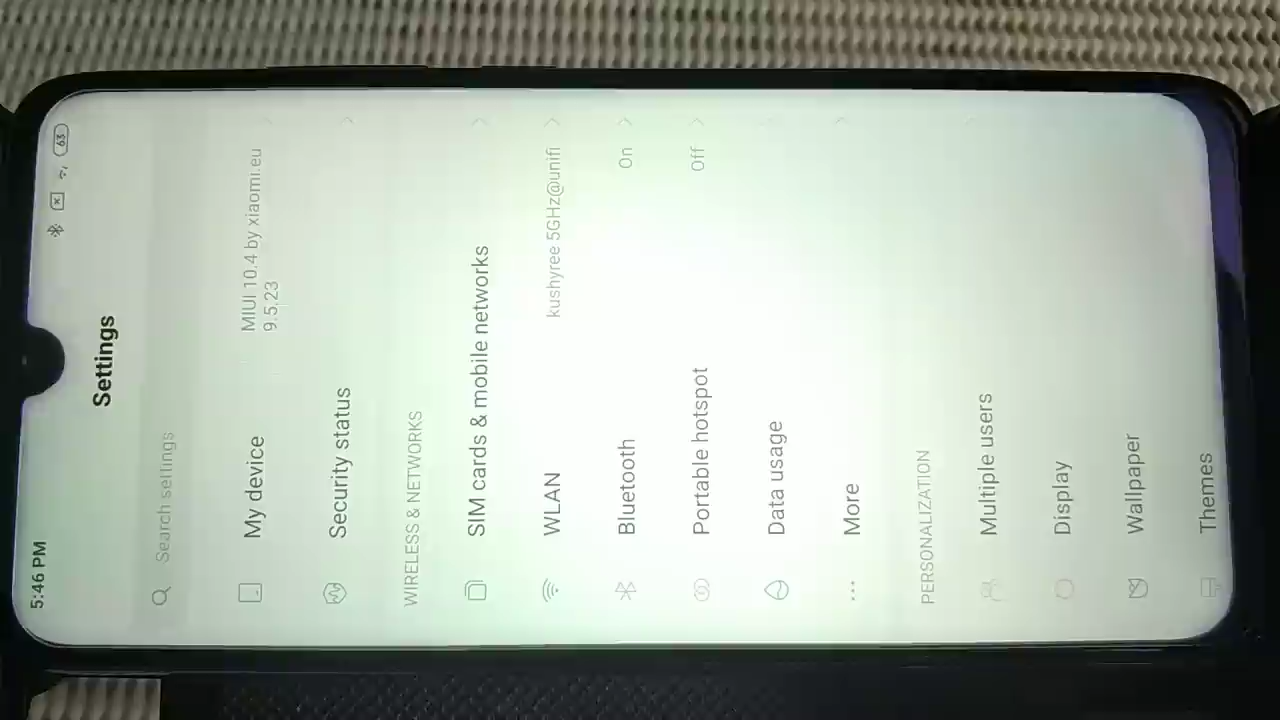 5:46 PM
63
Settings
Search settings
My device
MIUI 10.4 by xiaomi.eu
9.5.23
Security status
WIRELESS & NETWORKS
SIM cards & mobile networks
WLAN
kushyree 5GHz@unifi
Bluetooth
On
Portable hotspot
Off
Data usage
More
PERSONALIZATION
Multiple users
Display
Wallpaper
Themes